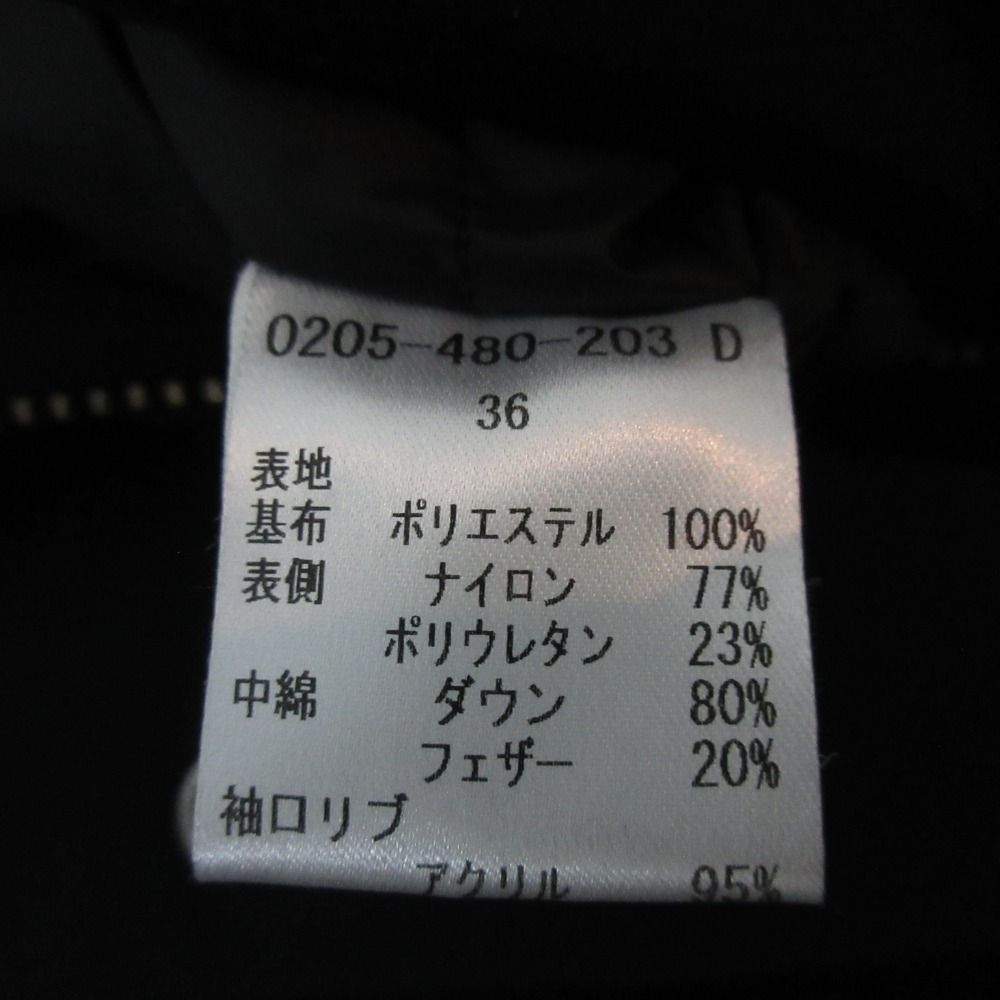 0205-480-203 D
36
表地
基布 ポリエステル 100%
表側 ナイロン 77%
ポリウレタン 23%
中綿 ダウン 80%
フェザー 20%
袖口リブ
アクリル 95%